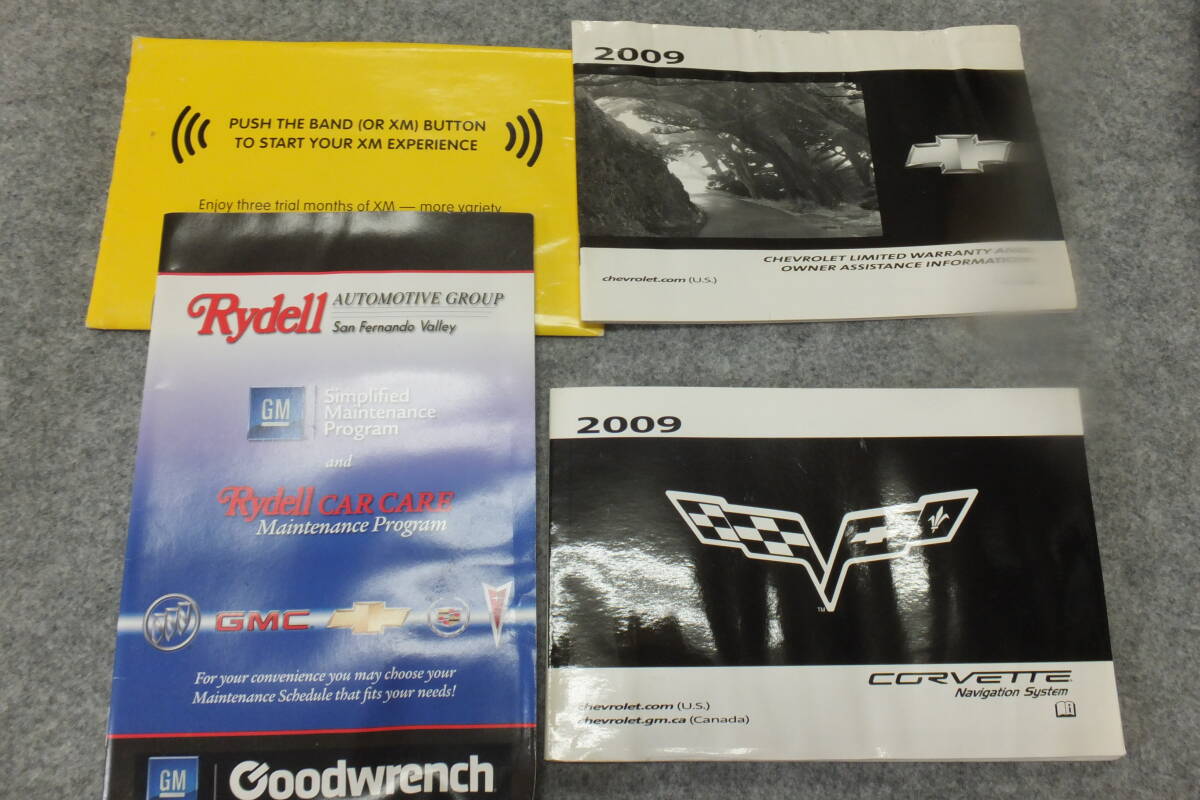 PUSH THE BAND (OR XM) BUTTON
TO START YOUR XM EXPERIENCE
Enjoy three trial months of XM — more variety
2009
CHEVROLET LIMITED WARRANTY AND
OWNER ASSISTANCE INFORMATION
chevrolet.com (U.S.)
Rydell AUTOMOTIVE GROUP
San Fernando Valley
GM
Simplified
Maintenance
Program
and
Rydell CAR CARE
Maintenance Program
GMC
For your convenience you may choose your
Maintenance Schedule that fits your needs!
GM Goodwrench
2009
TM
CORVETTE
Navigation System
chevrolet.com (U.S.)
chevrolet.gm.ca (Canada)